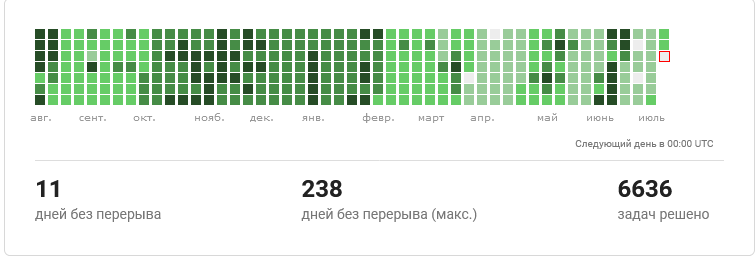 авг. сент. окт. нояб. дек. янв. февр. март апр. май июнь июль
Следующий день в 00:00 UTC
11 238 6636
дней без перерыва дней без перерыва (макс.) задач решено